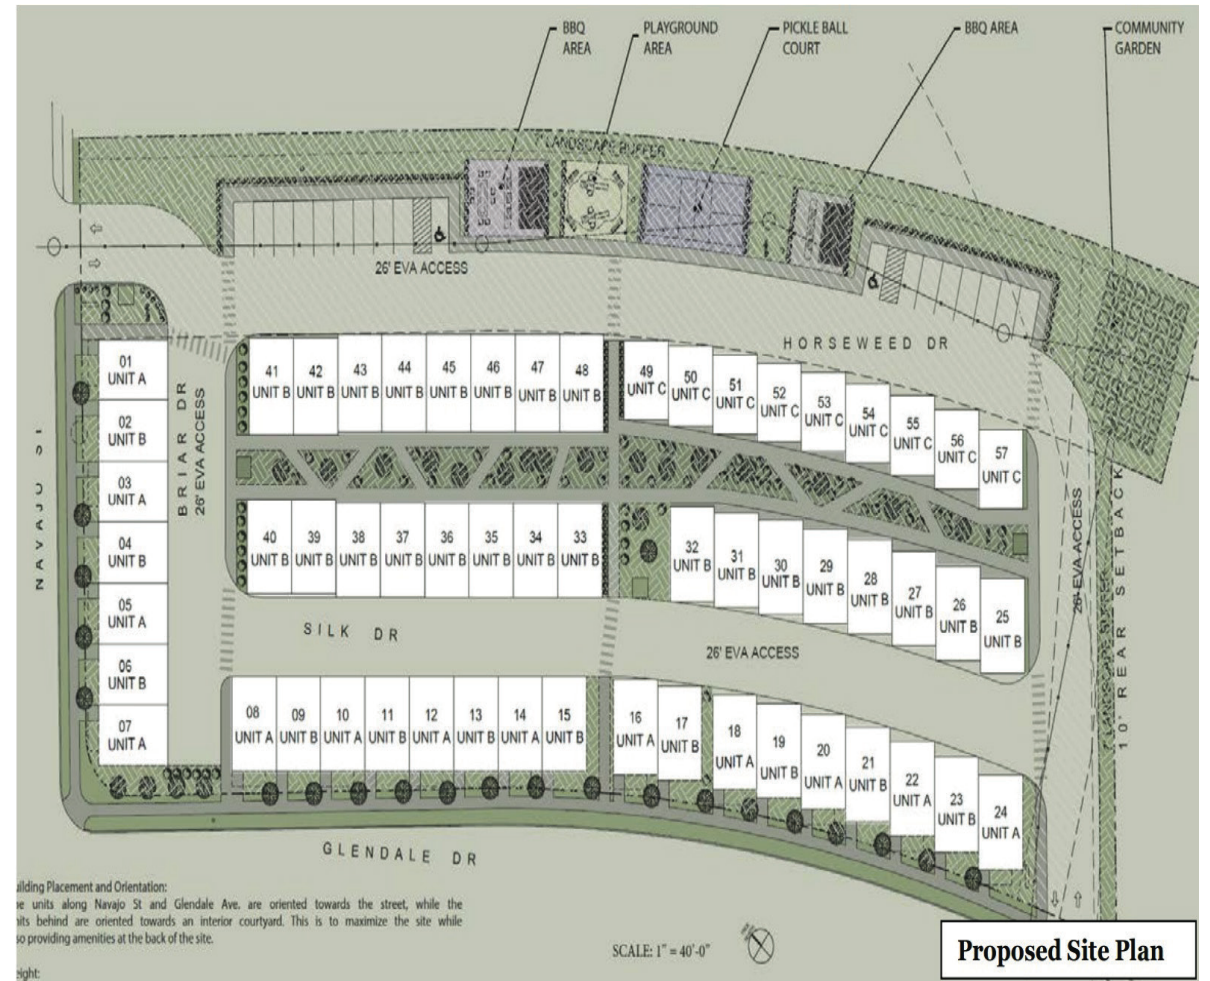 BBQ
AREA
PLAYGROUND
AREA
PICKLE BALL
COURT
BBQ AREA
COMMUNITY
GARDEN
7' LANDSCAPE BUFFER
26' EVA ACCESS
HORSEWEED DR
NAVAJO ST
BRIAR DR
26' EVA ACCESS
01
UNIT A
02
UNIT B
03
UNIT A
04
UNIT B
05
UNIT A
06
UNIT B
07
UNIT A
41
UNIT B
42
UNIT B
43
UNIT B
44
UNIT B
45
UNIT B
46
UNIT B
47
UNIT B
48
UNIT B
49
UNIT C
50
UNIT C
51
UNIT C
52
UNIT C
53
UNIT C
54
UNIT C
55
UNIT C
56
UNIT C
57
UNIT C
40
UNIT B
39
UNIT B
38
UNIT B
37
UNIT B
36
UNIT B
35
UNIT B
34
UNIT B
33
UNIT B
32
UNIT B
31
UNIT B
30
UNIT B
29
UNIT B
28
UNIT B
27
UNIT B
26
UNIT B
25
UNIT B
26' EVA ACCESS
10' REAR SETBACK
SILK DR
26' EVA ACCESS
08
UNIT A
09
UNIT B
10
UNIT A
11
UNIT B
12
UNIT A
13
UNIT B
14
UNIT A
15
UNIT B
16
UNIT A
17
UNIT B
18
UNIT A
19
UNIT B
20
UNIT A
21
UNIT B
22
UNIT A
23
UNIT B
24
UNIT A
GLENDALE DR
uilding Placement and Orientation:
he units along Navajo St and Glendale Ave. are oriented towards the street, while the
nits behind are oriented towards an interior courtyard. This is to maximize the site while
so providing amenities at the back of the site.
eight:
SCALE: 1" = 40'-0"
Proposed Site Plan